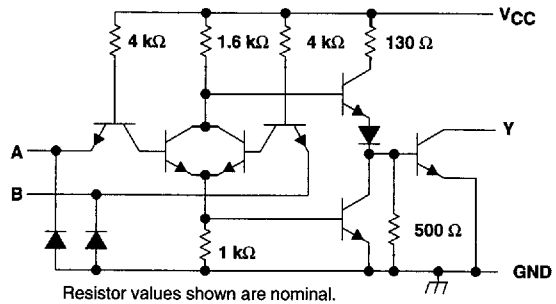 VCC
4 kΩ 1.6 kΩ 4 kΩ 130 Ω
Y
A
B
500 Ω
1 kΩ
GND
Resistor values shown are nominal.